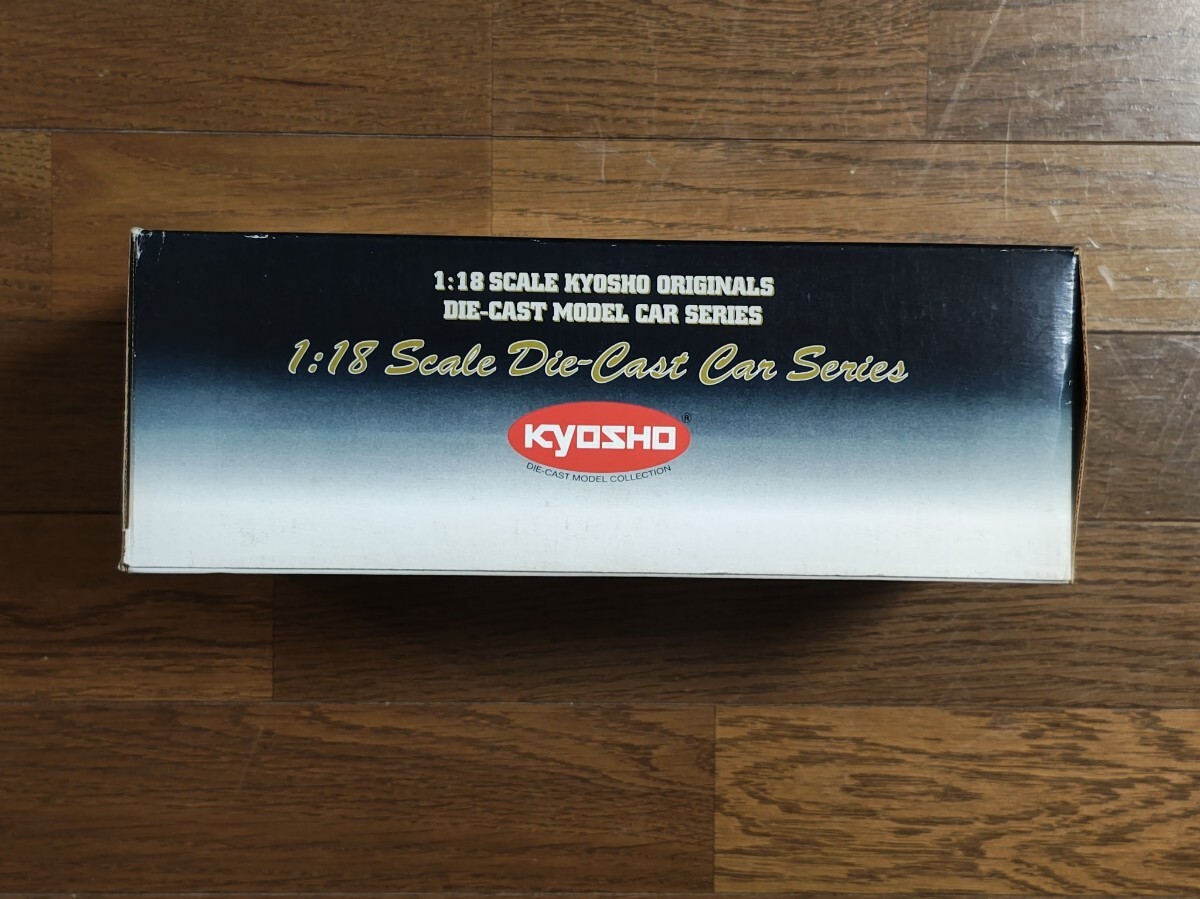 1:18 SCALE KYOSHO ORIGINALS
DIE-CAST MODEL CAR SERIES
1:18 Scale Die-Cast Car Series
KYOSHO ®
DIE-CAST MODEL COLLECTION